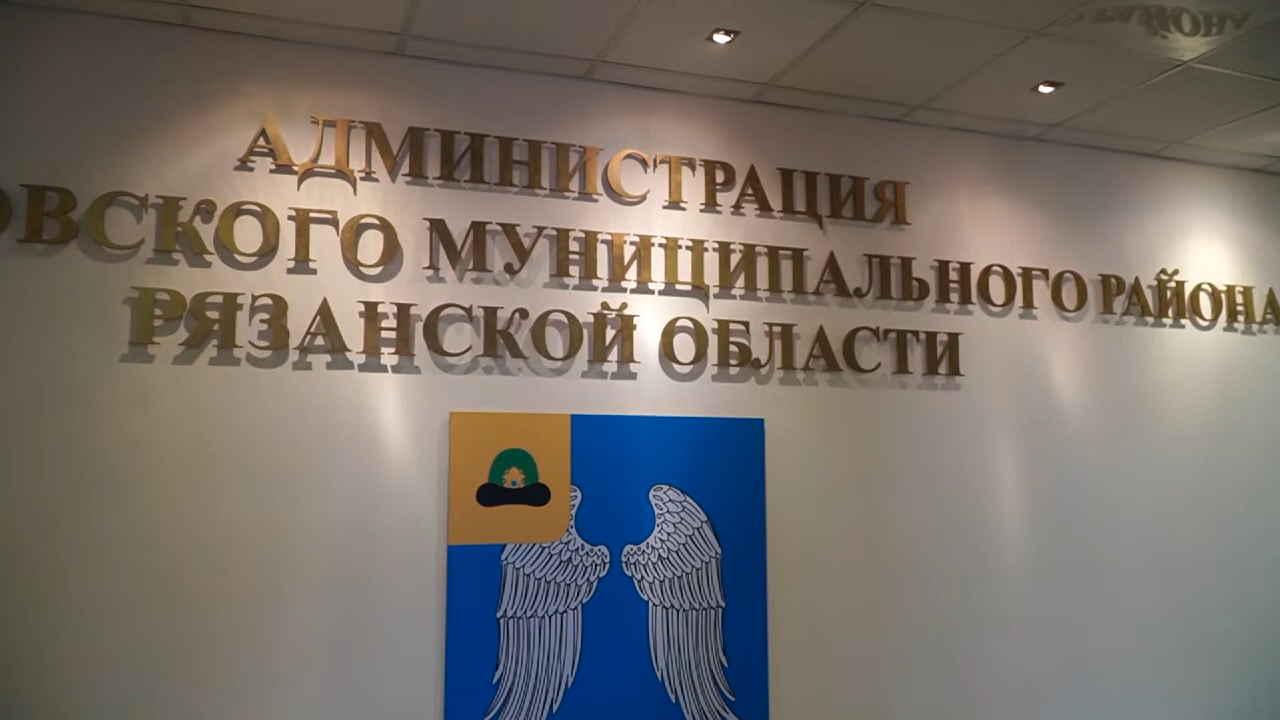 АДМИНИСТРАЦИЯ
ОВСКОГО МУНИЦИПАЛЬНОГО РАЙОНА
РЯЗАНСКОЙ ОБЛАСТИ